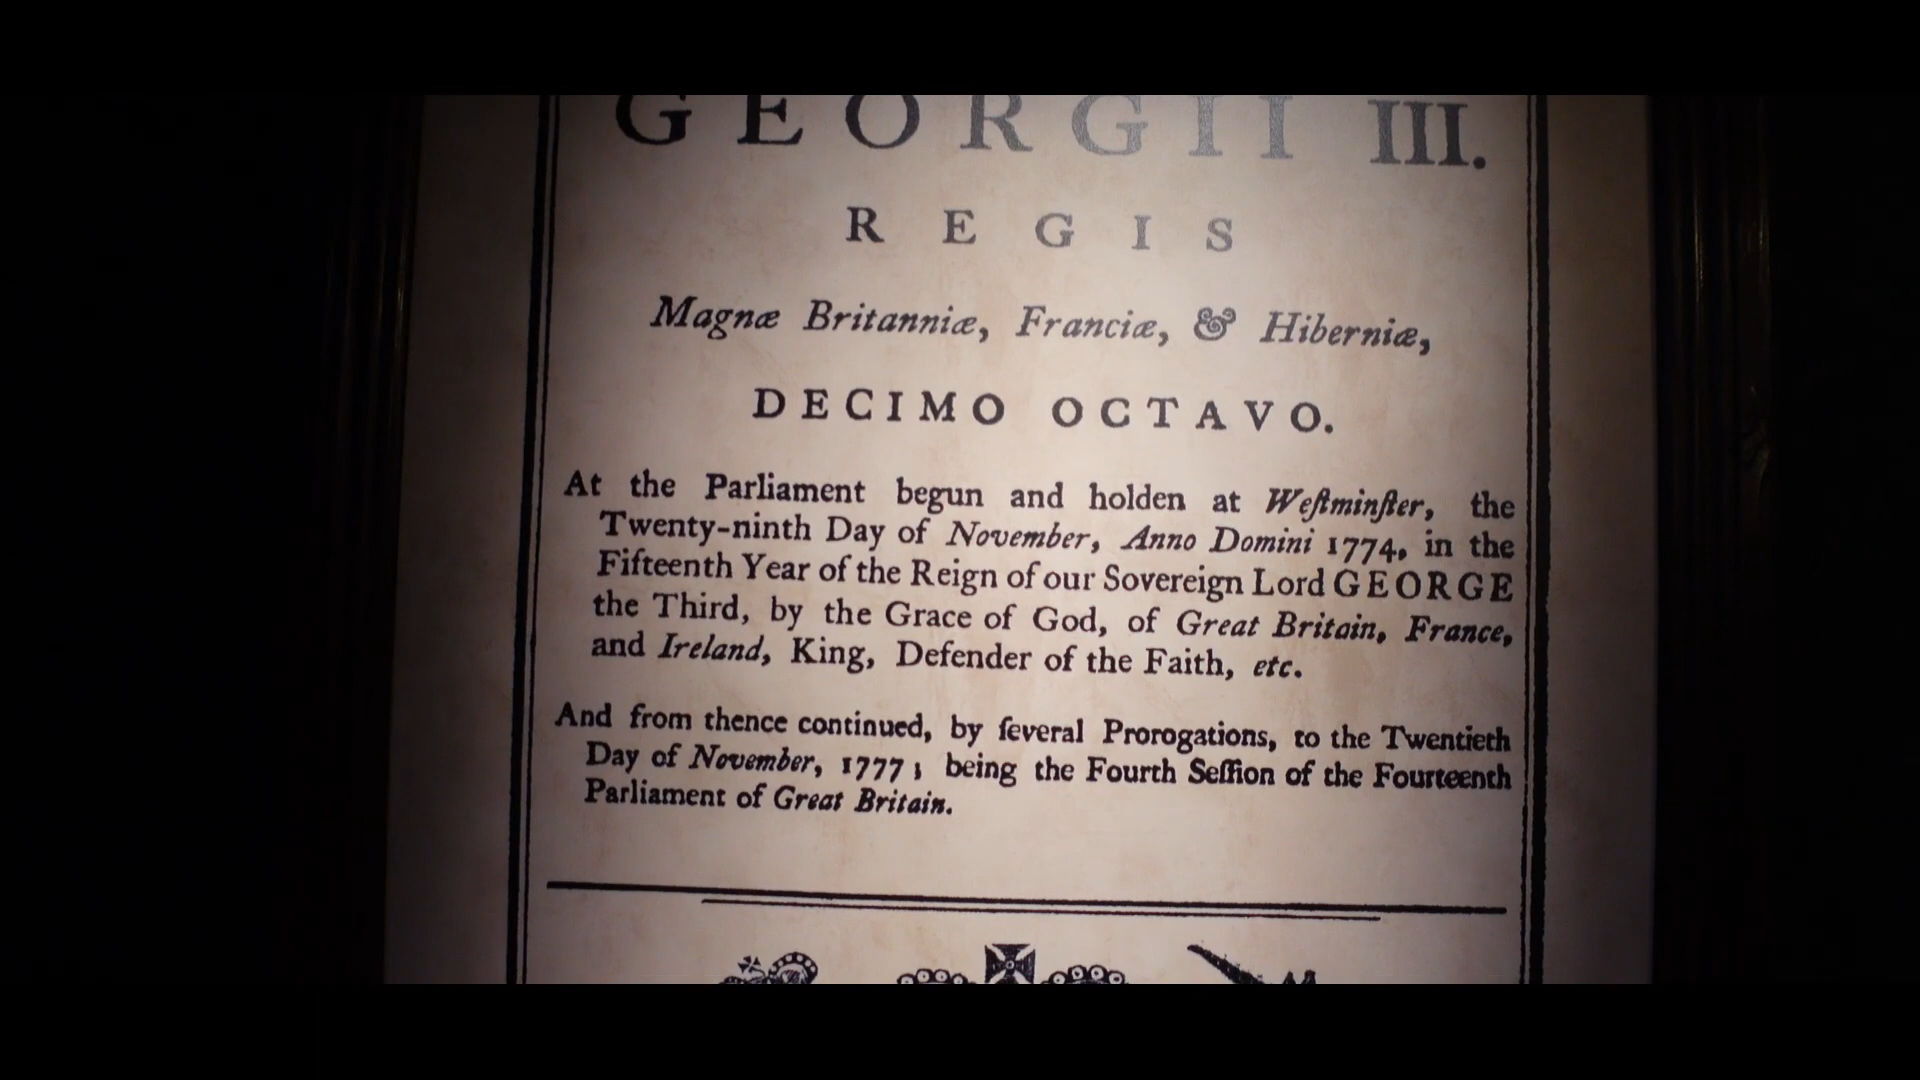 GEORGII III.
REGIS
Magnæ Britanniæ, Franciæ, & Hiberniæ,
DECIMO OCTAVO.
At the Parliament begun and holden at Weſtminſter, the
Twenty-ninth Day of November, Anno Domini 1774, in the
Fifteenth Year of the Reign of our Sovereign Lord GEORGE
the Third, by the Grace of God, of Great Britain, France,
and Ireland, King, Defender of the Faith, etc.
And from thence continued, by ſeveral Prorogations, to the Twentieth
Day of November, 1777; being the Fourth Seſſion of the Fourteenth
Parliament of Great Britain.